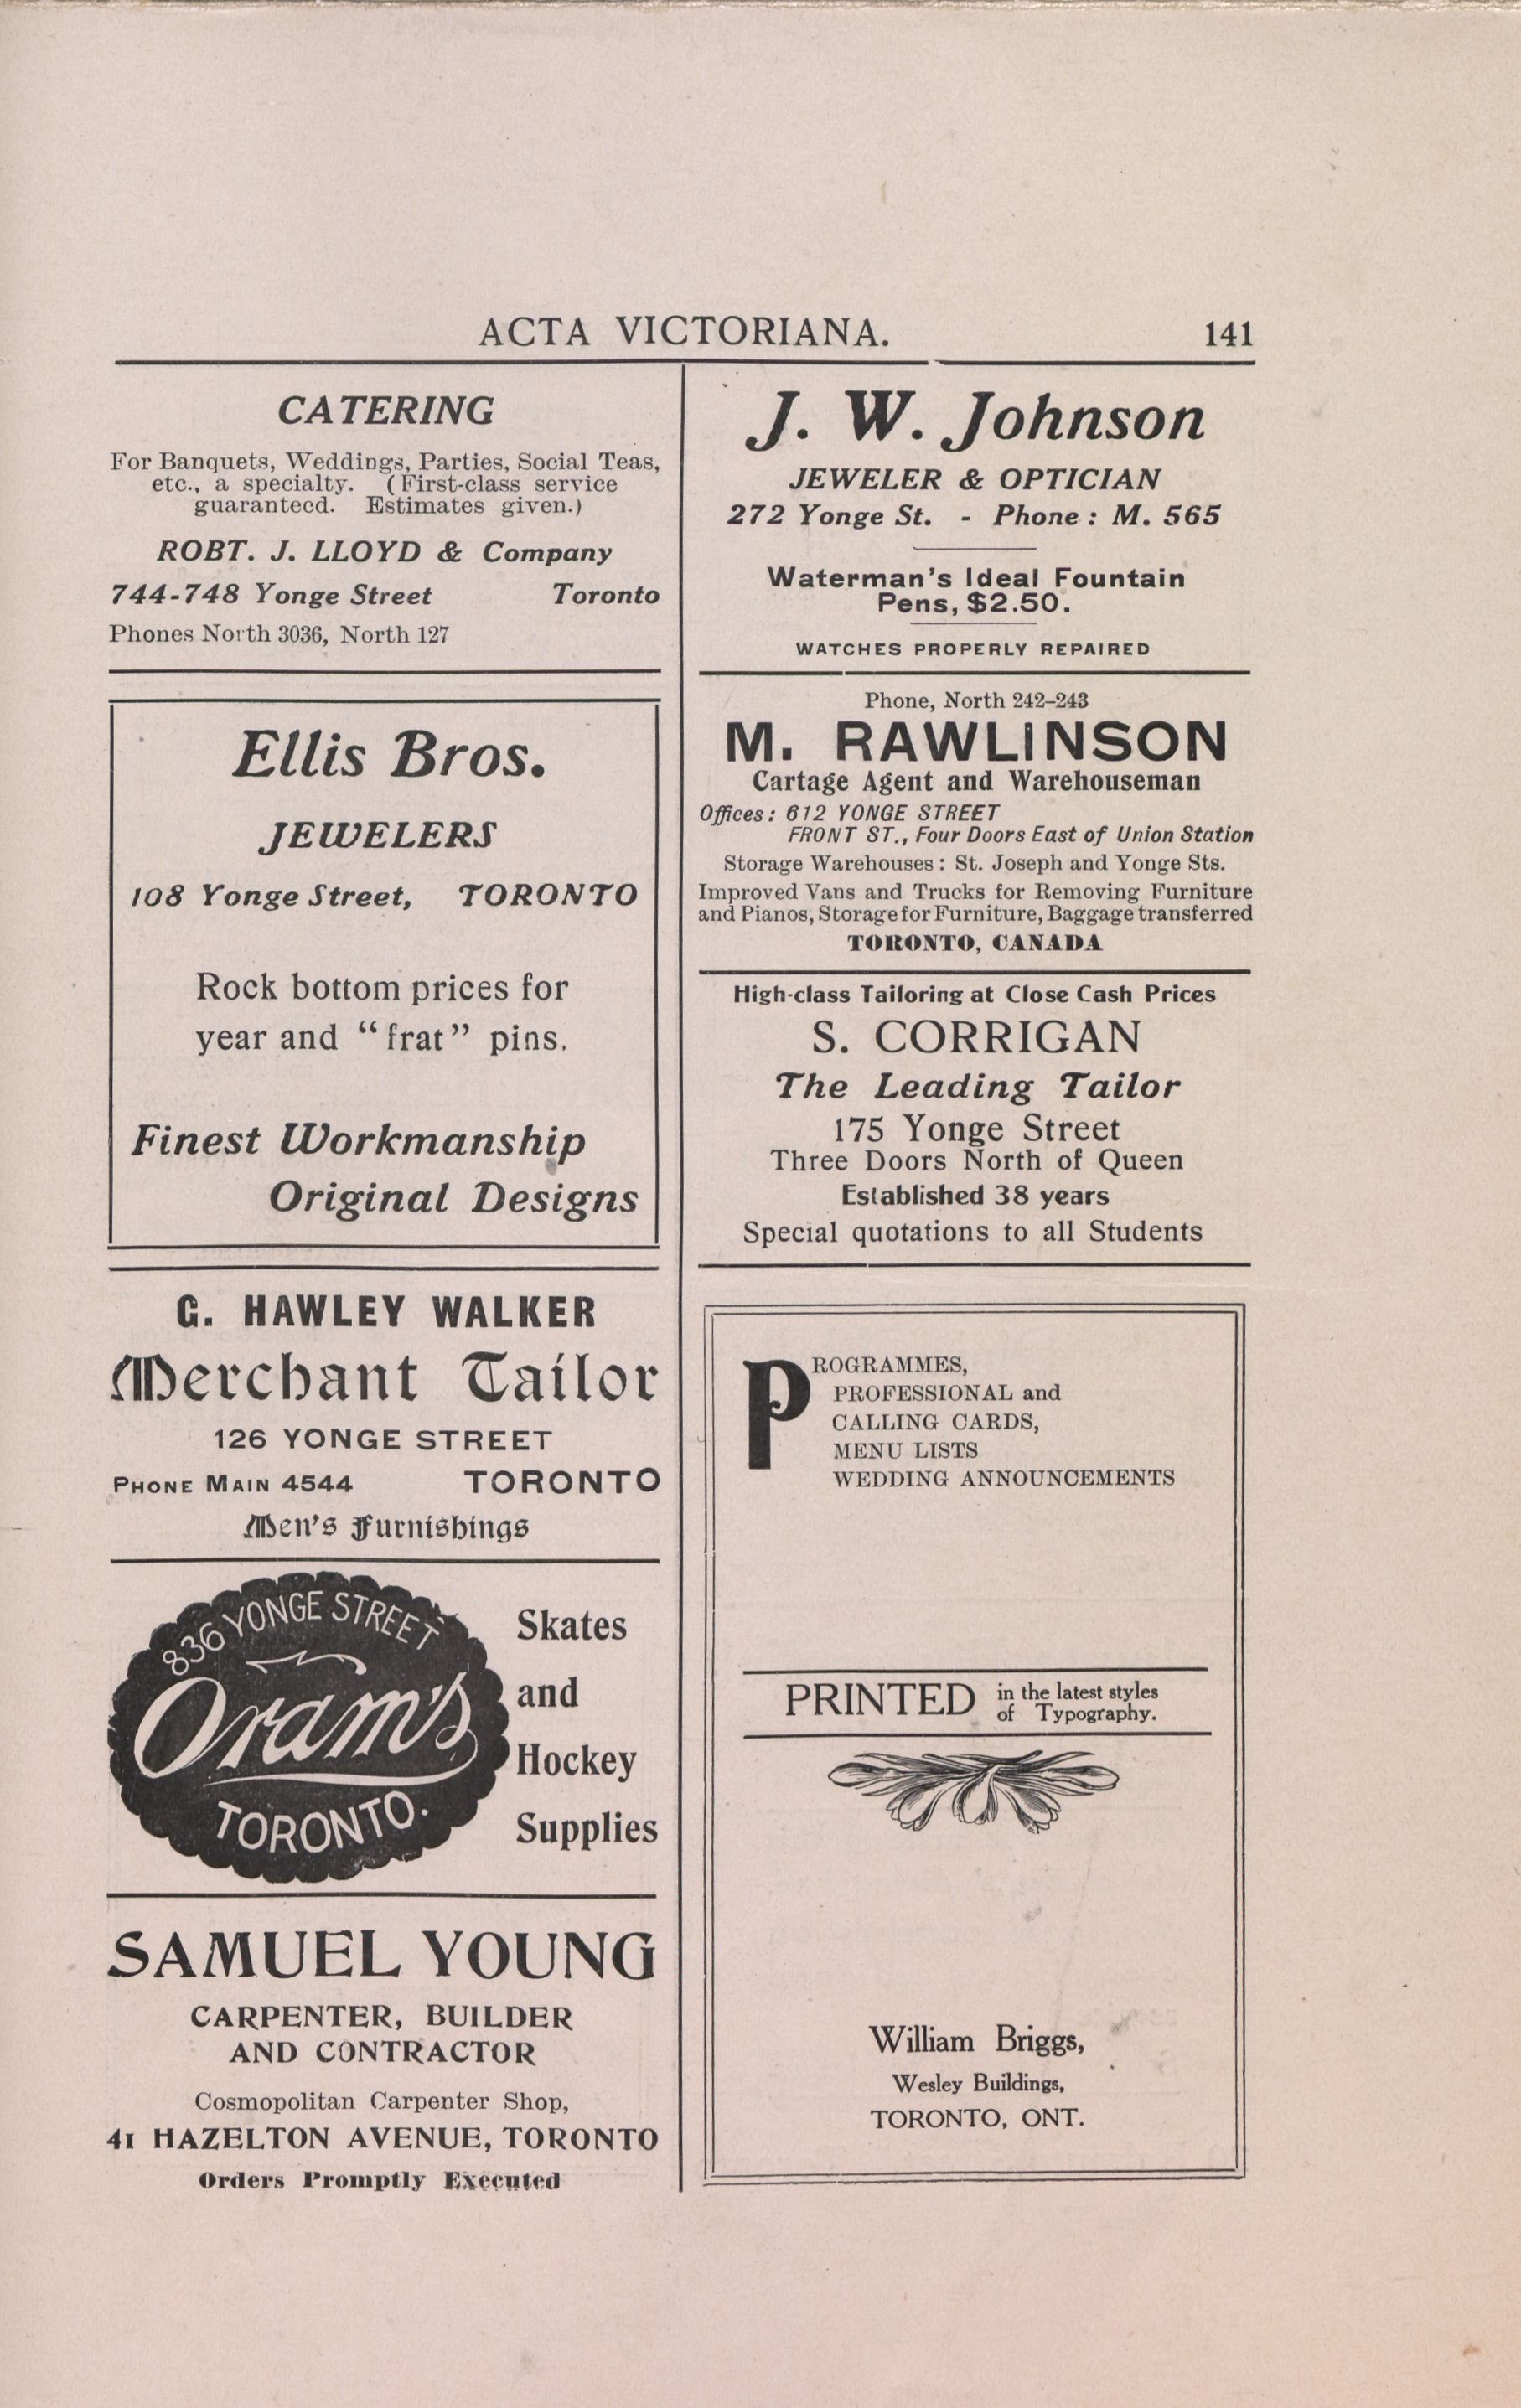 ACTA VICTORIANA. 141
CATERING
For Banquets, Weddings, Parties, Social Teas,
etc., a specialty. (First-class service
guaranteed. Estimates given.)
ROBT. J. LLOYD & Company
744-748 Yonge Street Toronto
Phones North 3036, North 127
Ellis Bros.
JEWELERS
108 Yonge Street, TORONTO
Rock bottom prices for
year and "frat" pins.
Finest Workmanship
Original Designs
G. HAWLEY WALKER
Merchant Tailor
126 YONGE STREET
PHONE MAIN 4544 TORONTO
Men's Furnishings
836 YONGE STREET
Oram's
TORONTO.
Skates
and
Hockey
Supplies
SAMUEL YOUNG
CARPENTER, BUILDER
AND CONTRACTOR
Cosmopolitan Carpenter Shop,
41 HAZELTON AVENUE, TORONTO
Orders Promptly Executed
J. W. Johnson
JEWELER & OPTICIAN
272 Yonge St. - Phone: M. 565
Waterman's Ideal Fountain
Pens, $2.50.
WATCHES PROPERLY REPAIRED
Phone, North 242-243
M. RAWLINSON
Cartage Agent and Warehouseman
Offices: 612 YONGE STREET
FRONT ST., Four Doors East of Union Station
Storage Warehouses: St. Joseph and Yonge Sts.
Improved Vans and Trucks for Removing Furniture
and Pianos, Storage for Furniture, Baggage transferred
TORONTO, CANADA
High-class Tailoring at Close Cash Prices
S. CORRIGAN
The Leading Tailor
175 Yonge Street
Three Doors North of Queen
Established 38 years
Special quotations to all Students
PROGRAMMES,
PROFESSIONAL and
CALLING CARDS,
MENU LISTS
WEDDING ANNOUNCEMENTS
PRINTED in the latest styles
of Typography.
William Briggs,
Wesley Buildings,
TORONTO, ONT.